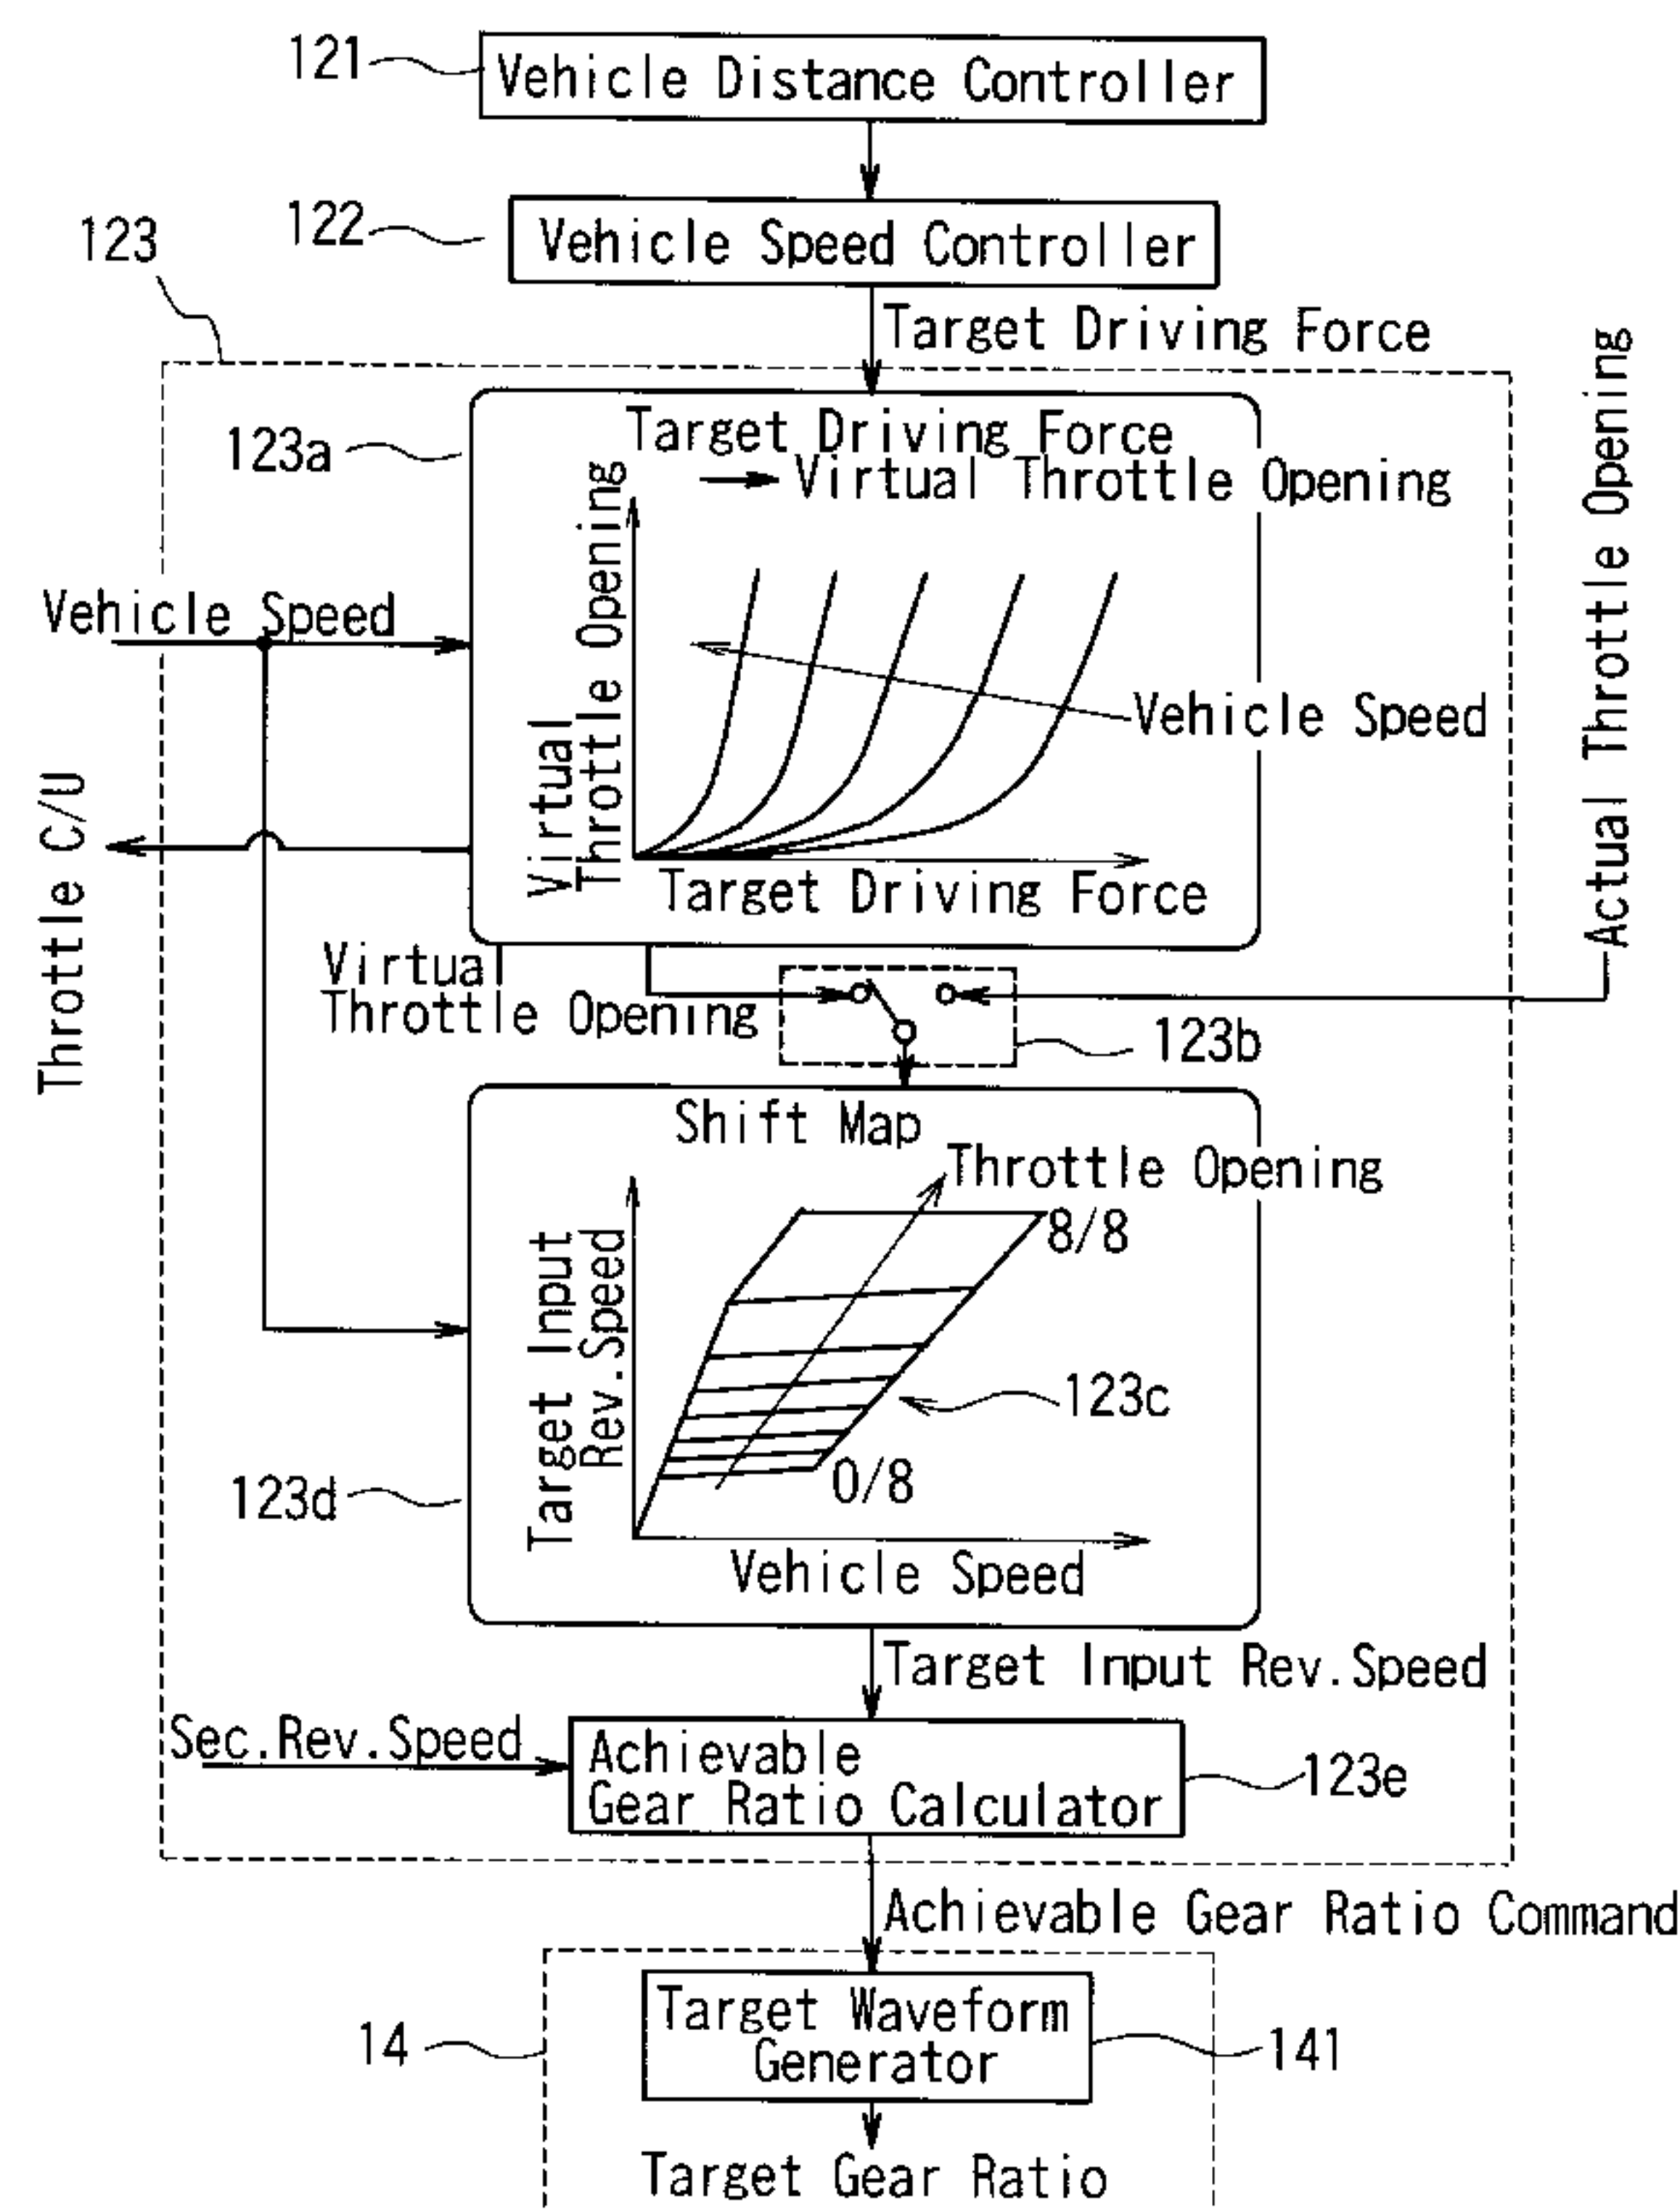 121
Vehicle Distance Controller
122
Vehicle Speed Controller
123
Target Driving Force
123a
Target Driving Force
Virtual Throttle Opening
Virtual
Throttle Opening
Vehicle Speed
Vehicle Speed
Target Driving Force
Throttle C/U
Actual Throttle Opening
Virtual
Throttle Opening
123b
Shift Map
Throttle Opening
8/8
Target Input
Rev.Speed
123c
0/8
123d
Vehicle Speed
Target Input Rev.Speed
Sec.Rev.Speed
Achievable
Gear Ratio Calculator
123e
Achievable Gear Ratio Command
14
Target Waveform
Generator
141
Target Gear Ratio